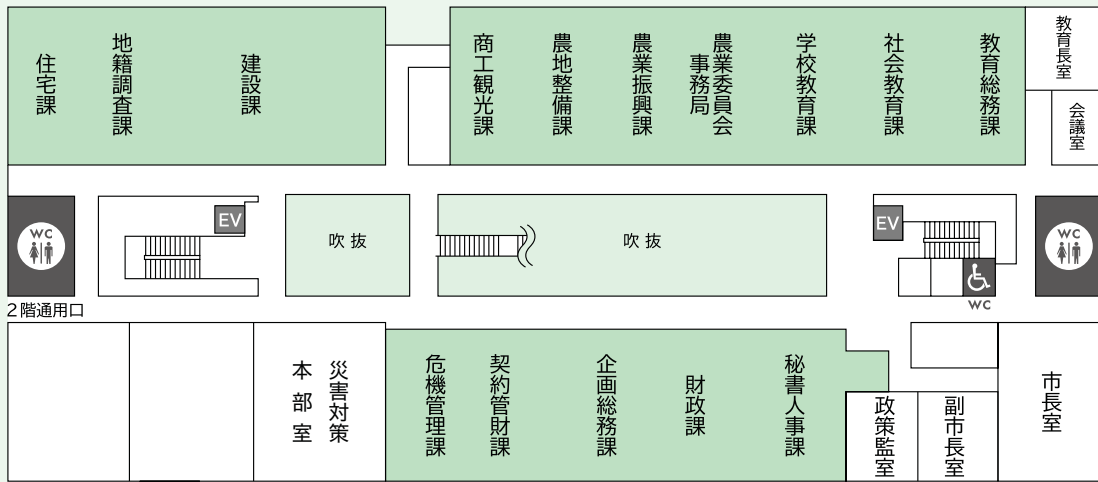 住宅課
地籍調査課
建設課
商工観光課
農地整備課
農業振興課
農業委員会
事務局
学校教育課
社会教育課
教育総務課
教育長室
会議室
WC
EV
吹抜
吹抜
EV
WC
WC
2階通用口
災害対策
本部室
危機管理課
契約管財課
企画総務課
財政課
秘書人事課
政策監室
副市長室
市長室